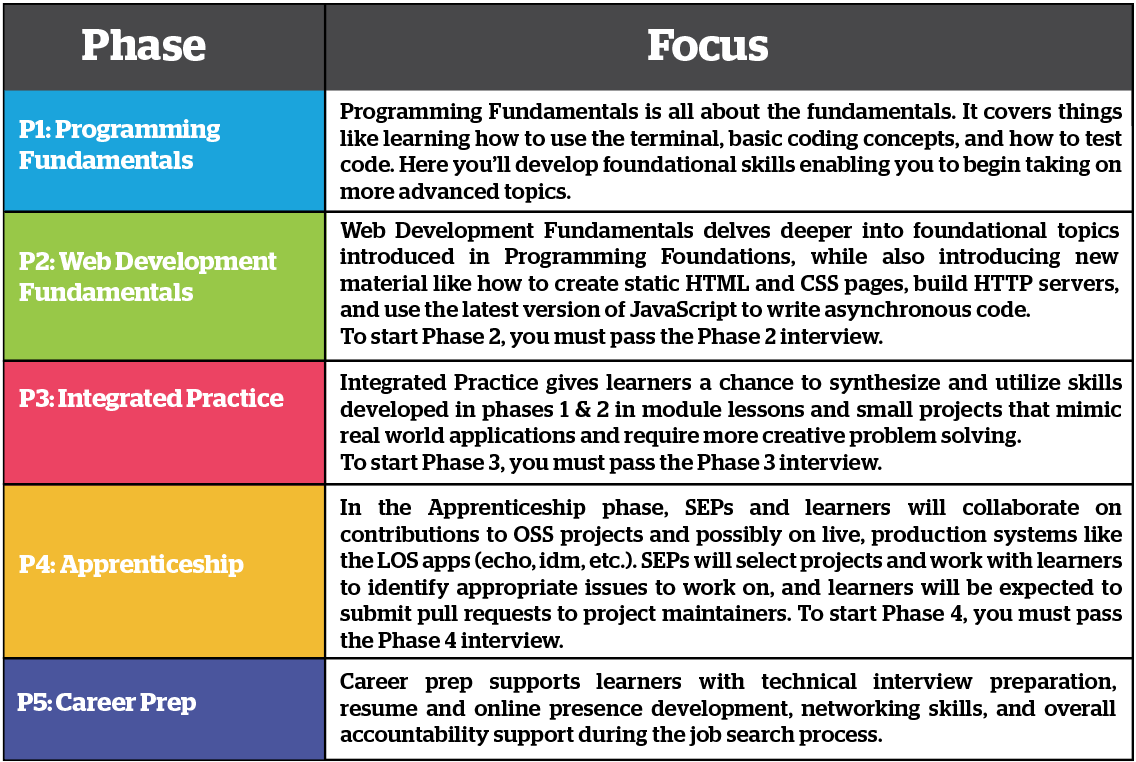 Phase
Focus
P1: Programming
Fundamentals
Programming Fundamentals is all about the fundamentals. It covers things
like learning how to use the terminal, basic coding concepts, and how to test
code. Here you’ll develop foundational skills enabling you to begin taking on
more advanced topics.
P2: Web Development
Fundamentals
Web Development Fundamentals delves deeper into foundational topics
introduced in Programming Foundations, while also introducing new
material like how to create static HTML and CSS pages, build HTTP servers,
and use the latest version of JavaScript to write asynchronous code.
To start Phase 2, you must pass the Phase 2 interview.
P3: Integrated Practice
Integrated Practice gives learners a chance to synthesize and utilize skills
developed in phases 1 & 2 in module lessons and small projects that mimic
real world applications and require more creative problem solving.
To start Phase 3, you must pass the Phase 3 interview.
P4: Apprenticeship
In the Apprenticeship phase, SEPs and learners will collaborate on
contributions to OSS projects and possibly on live, production systems like
the LOS apps (echo, idm, etc.). SEPs will select projects and work with learners
to identify appropriate issues to work on, and learners will be expected to
submit pull requests to project maintainers. To start Phase 4, you must pass
the Phase 4 interview.
P5: Career Prep
Career prep supports learners with technical interview preparation,
resume and online presence development, networking skills, and overall
accountability support during the job search process.